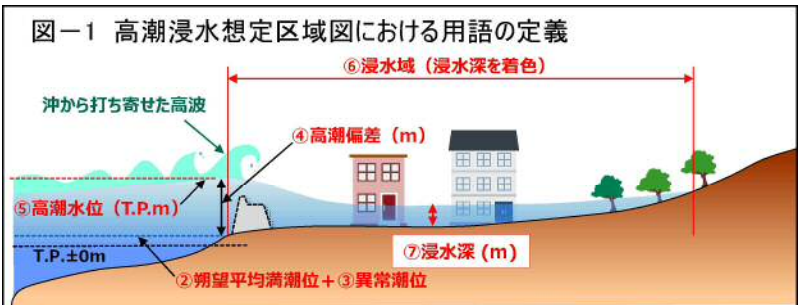 図－1 高潮浸水想定区域図における用語の定義
⑥浸水域（浸水深を着色）
沖から打ち寄せた高波
④高潮偏差（m）
⑤高潮水位（T.P.m）
⑦浸水深(m)
T.P.±0m
②朔望平均満潮位＋③異常潮位